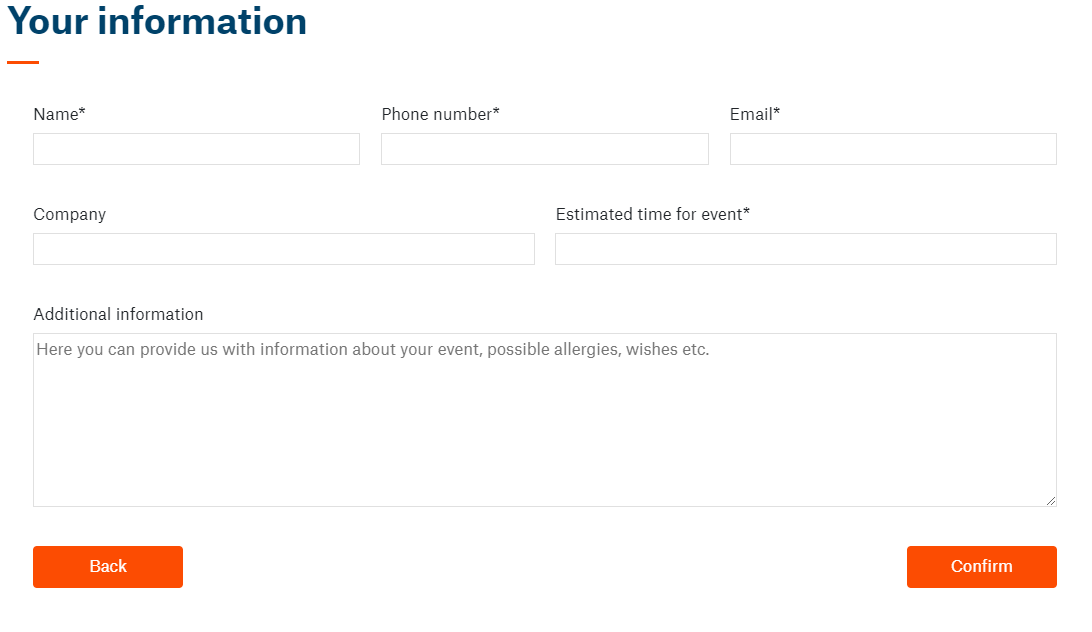 Your information
Name* Phone number* Email*
Company Estimated time for event*
Additional information
Here you can provide us with information about your event, possible allergies, wishes etc.
Back Confirm